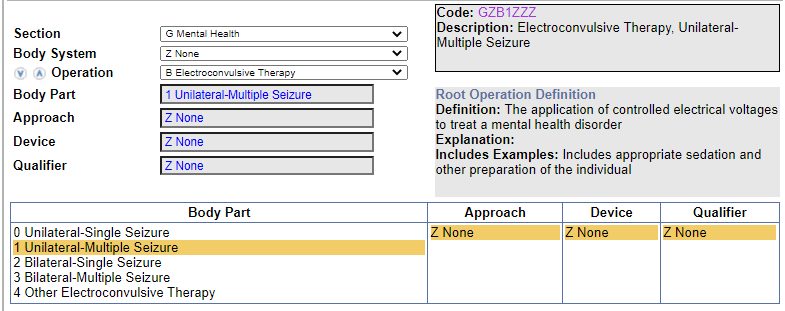 Section
G Mental Health
Body System
Z None
Operation
B Electroconvulsive Therapy
Body Part
1 Unilateral-Multiple Seizure
Approach
Z None
Device
Z None
Qualifier
Z None
Code: GZB1ZZZ
Description: Electroconvulsive Therapy, Unilateral-
Multiple Seizure
Root Operation Definition
Definition: The application of controlled electrical voltages
to treat a mental health disorder
Explanation:
Includes Examples: Includes appropriate sedation and
other preparation of the individual
Body Part Approach Device Qualifier
0 Unilateral-Single Seizure Z None Z None Z None
1 Unilateral-Multiple Seizure
2 Bilateral-Single Seizure
3 Bilateral-Multiple Seizure
4 Other Electroconvulsive Therapy